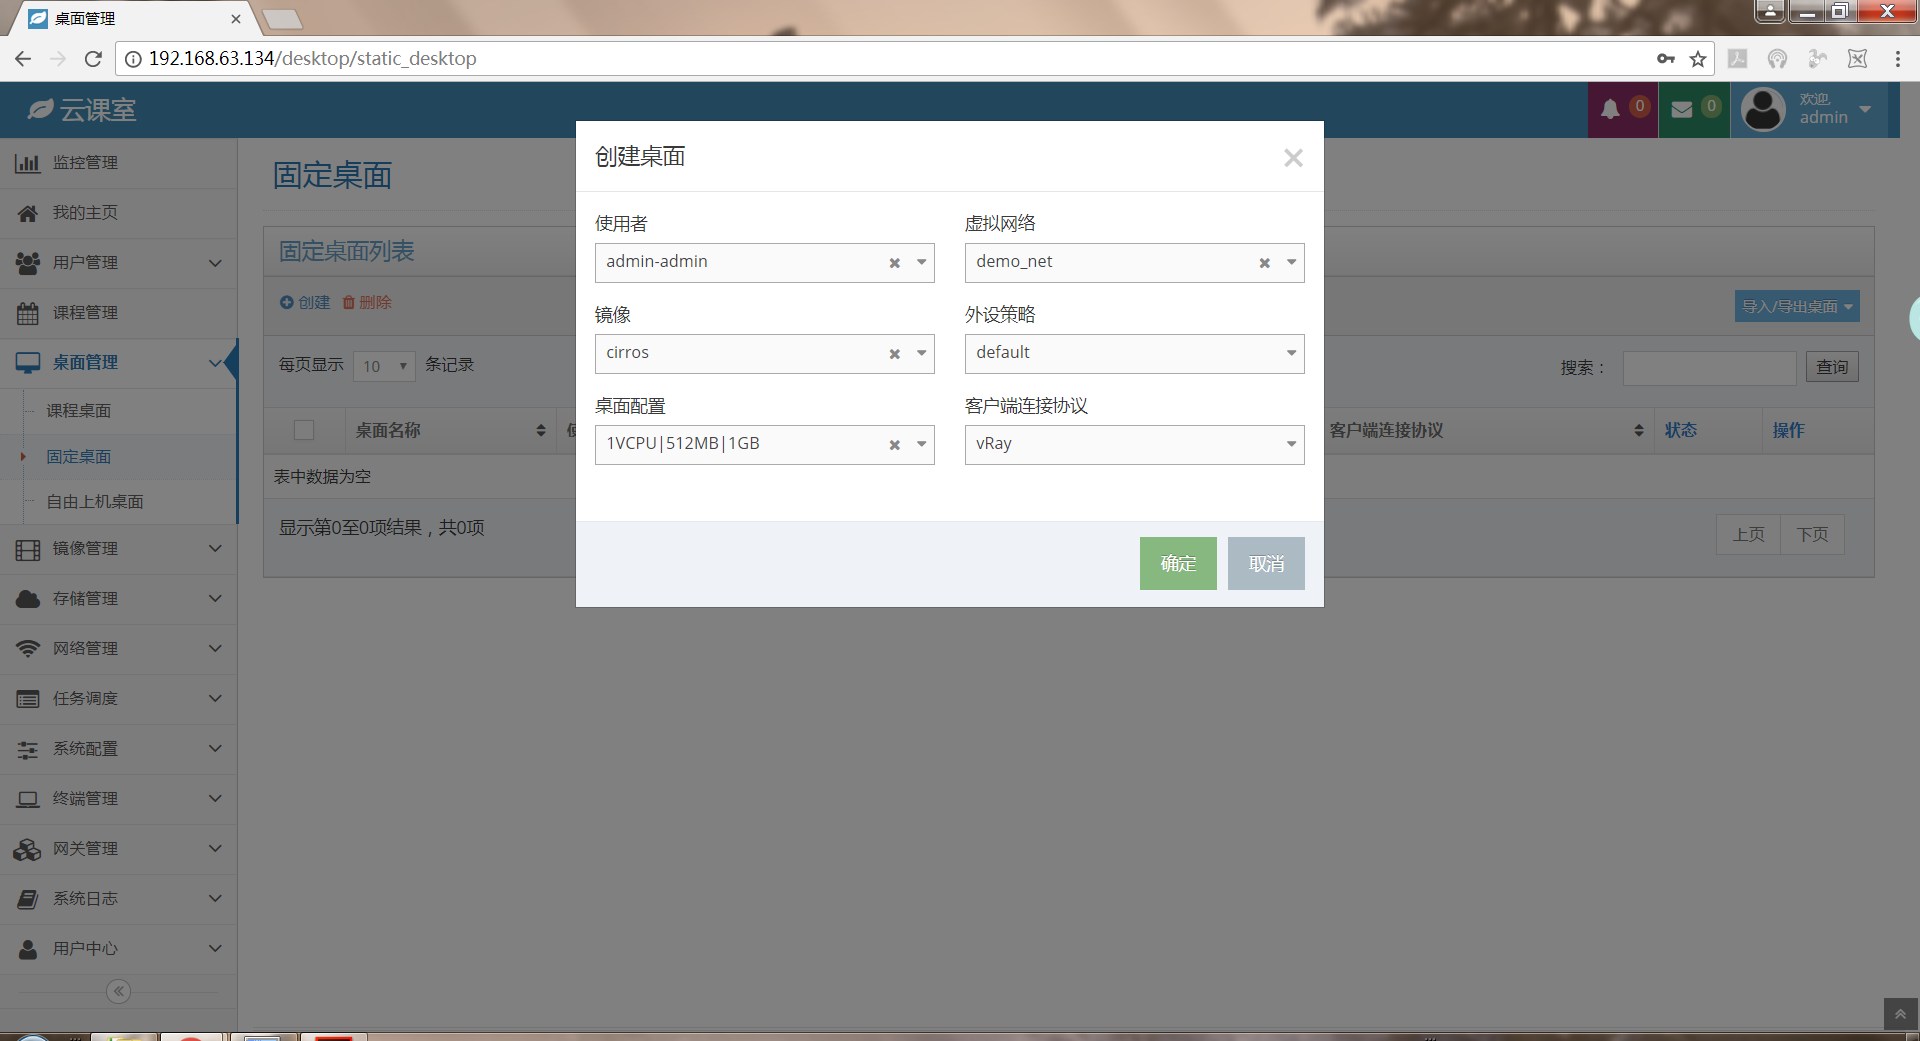 桌面管理
192.168.63.134/desktop/static_desktop
云课室
0
0
欢迎,
admin
监控管理
我的主页
用户管理
课程管理
桌面管理
课程桌面
固定桌面
自由上机桌面
镜像管理
存储管理
网络管理
任务调度
系统配置
终端管理
网关管理
系统日志
用户中心
固定桌面
固定桌面列表
创建
删除
导入/导出桌面
每页显示 10 条记录
搜索：
查询
桌面名称
客户端连接协议
状态
操作
表中数据为空
显示第0至0项结果，共0项
上页
下页
创建桌面
使用者
虚拟网络
admin-admin
demo_net
镜像
外设策略
cirros
default
桌面配置
客户端连接协议
1VCPU|512MB|1GB
vRay
确定
取消